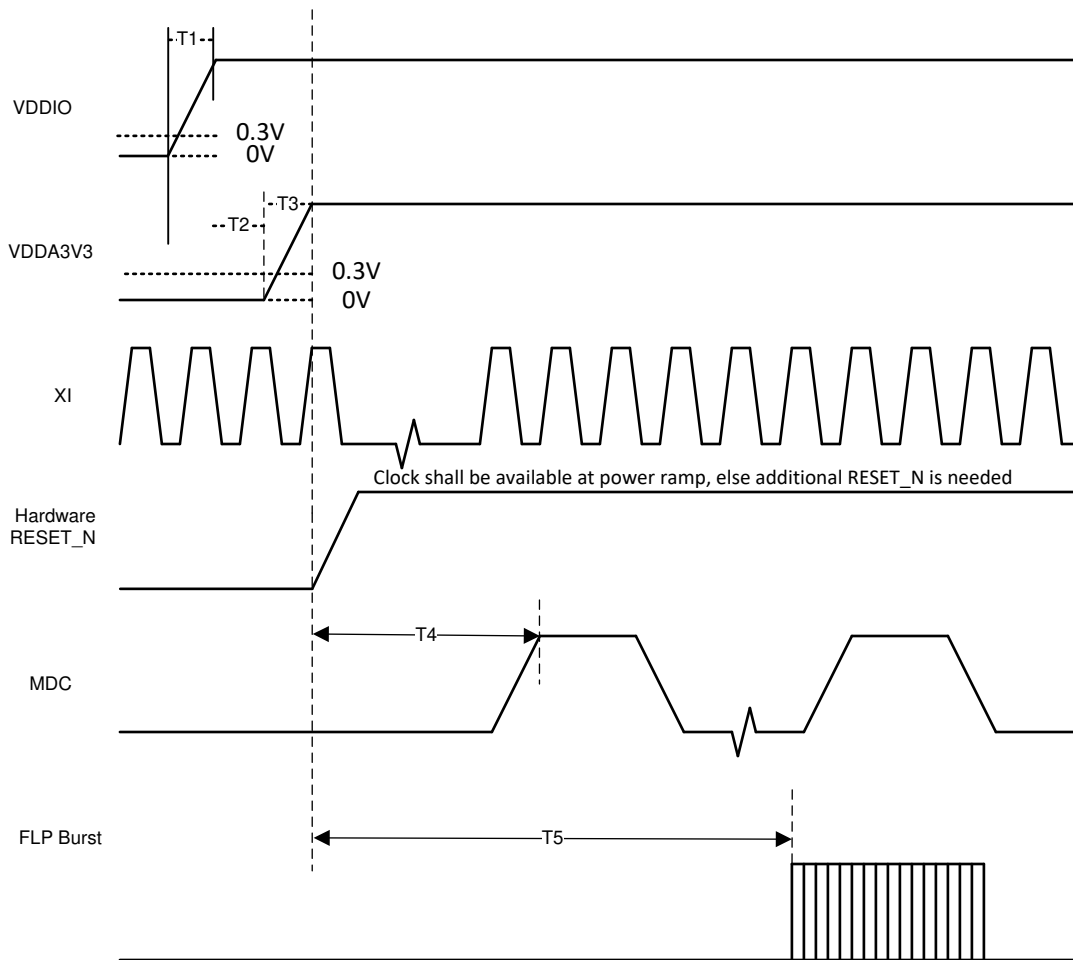 T1
VDDIO
0.3V
0V
T3
T2
VDDA3V3
0.3V
0V
XI
Clock shall be available at power ramp, else additional RESET_N is needed
Hardware
RESET_N
T4
MDC
T5
FLP Burst